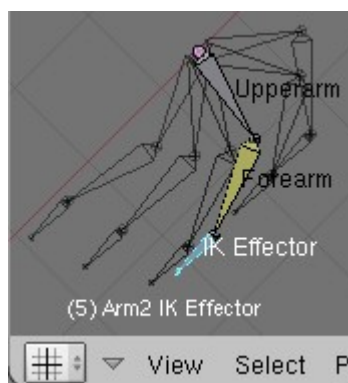 Upperarm
Forearm
IK Effector
(5) Arm2 IK Effector
View Select P